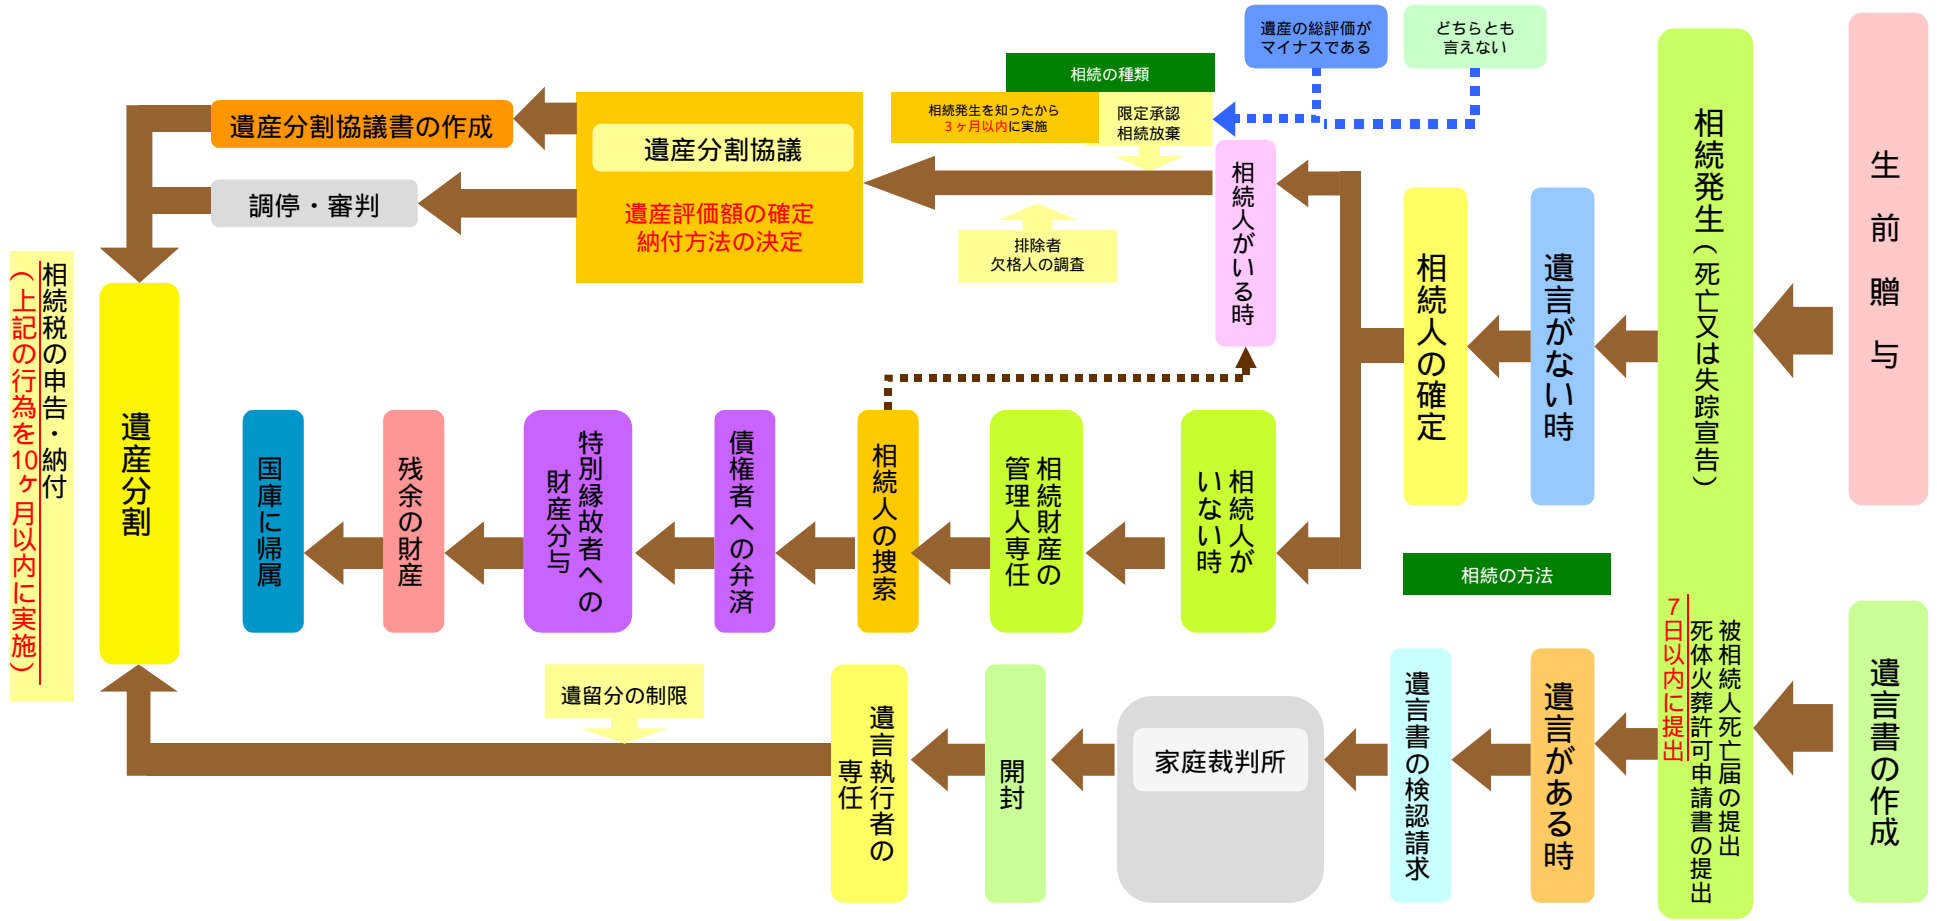 生前贈与
遺言書の作成
相続発生(死亡又は失踪宣告)
被相続人死亡届の提出
死体火葬許可申請書の提出
7日以内に提出
遺言がない時
遺言がある時
相続人の確定
相続の方法
どちらとも
言えない
遺産の総評価が
マイナスである
相続の種類
限定承認
相続放棄
相続発生を知ったから
3ヶ月以内に実施
相続人がいる時
排除者
欠格人の調査
遺産分割協議
遺産評価額の確定
納付方法の決定
遺産分割協議書の作成
調停・審判
相続人が
いない時
相続財産の
管理人専任
相続人の捜索
債権者への弁済
特別縁故者への
財産分与
残余の財産
国庫に帰属
遺言書の検認請求
家庭裁判所
開封
遺言執行者の
専任
遺留分の制限
遺産分割
相続税の申告・納付
(上記の行為を10ヶ月以内に実施)